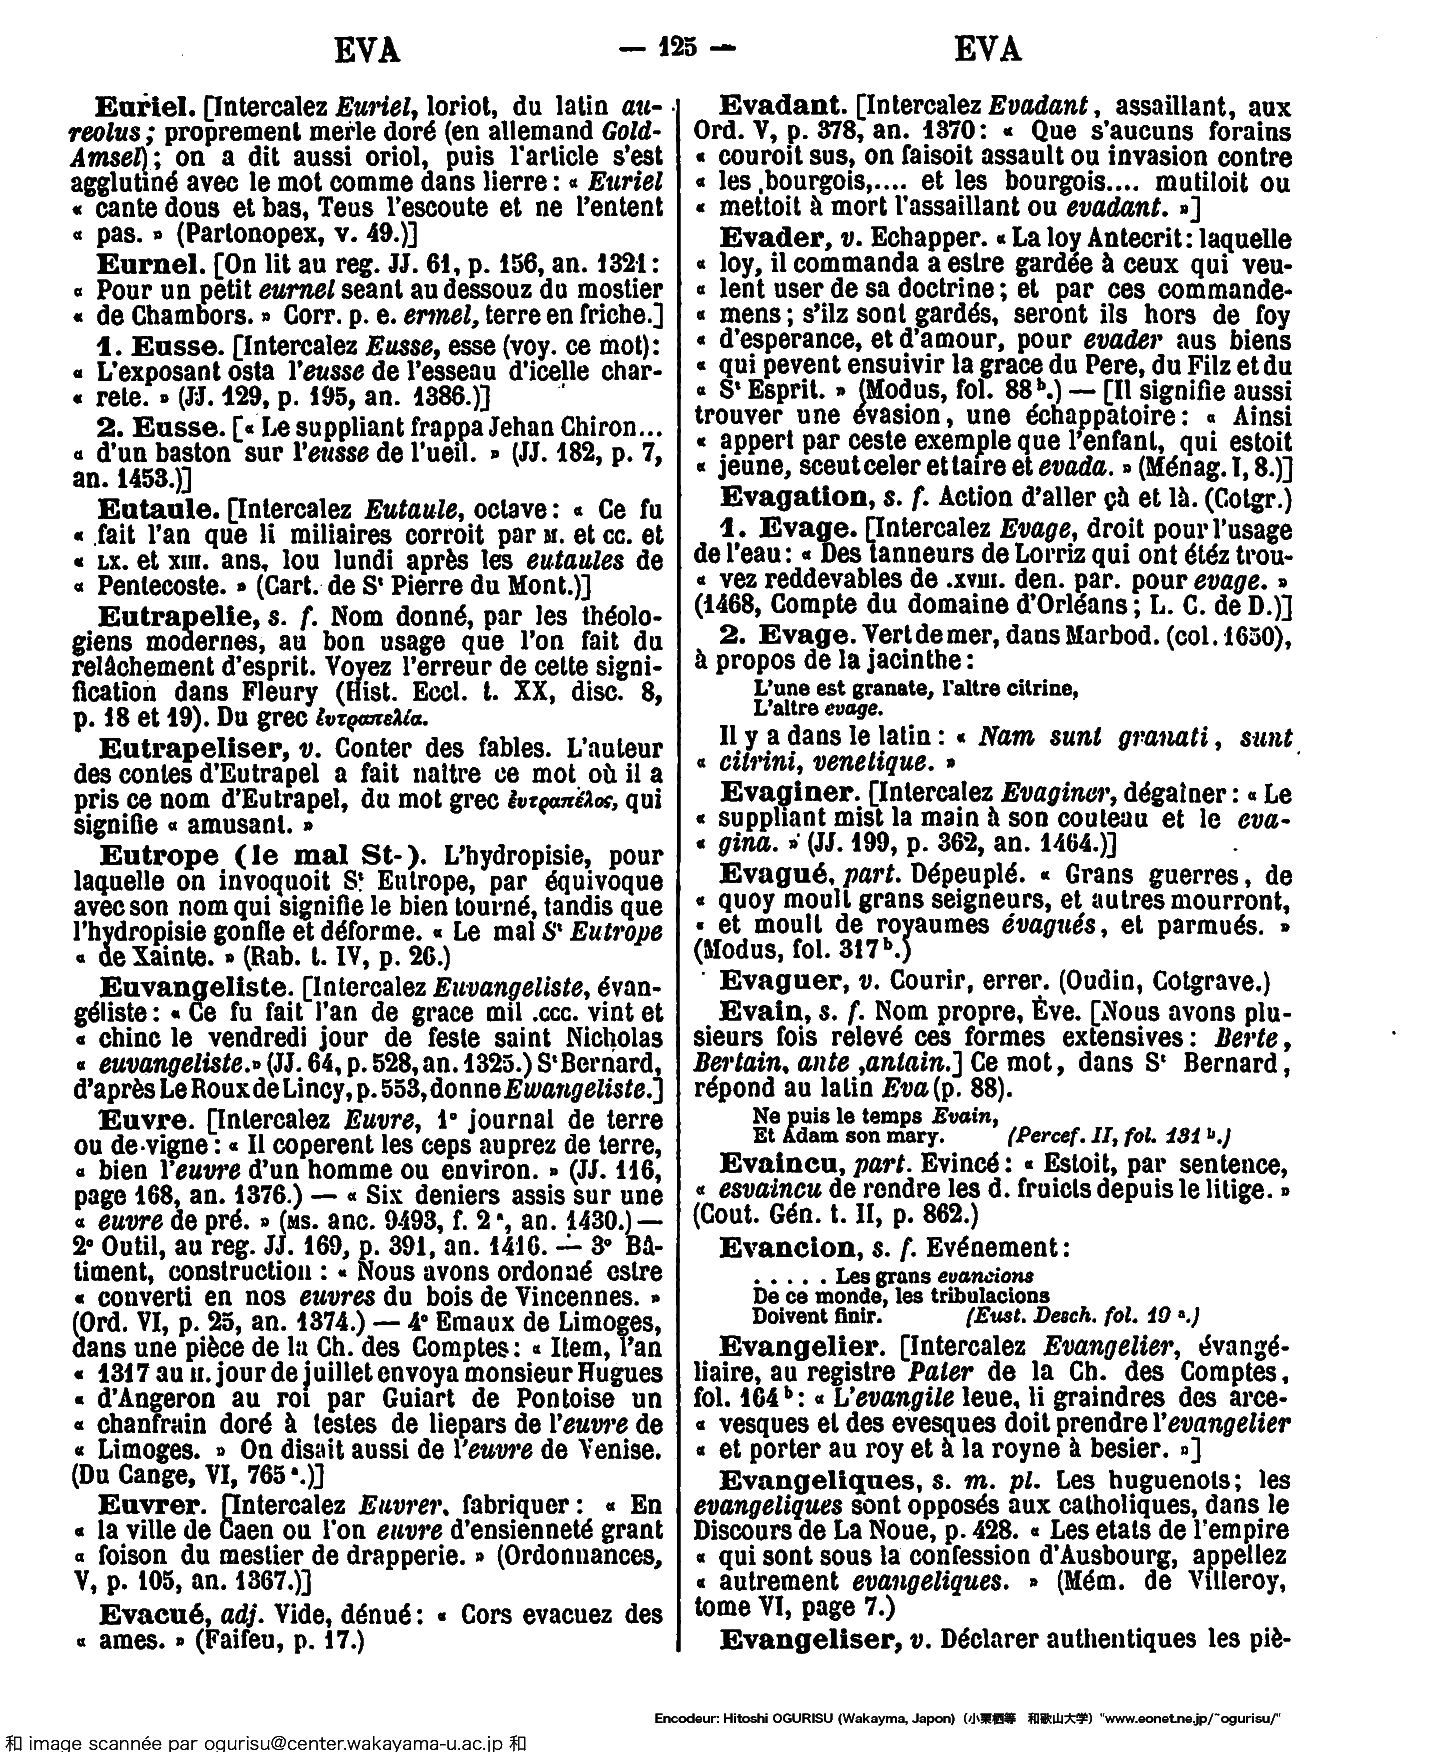 EVA — 125 — EVA
Euriel. [Intercalez Euriel, loriot, du latin au-
reolus; proprement merle doré (en allemand Gold-
Amsel); on a dit aussi oriol, puis l'article s'est
agglutiné avec le mot comme dans lierre: « Euriel
« cante dous et bas, Teus l'escoute et ne l'entent
« pas. » (Partonopex, v. 49.)]
Eurnel. [On lit au reg. JJ. 61, p. 156, an. 1321:
« Pour un petit eurnel seant au dessouz du mostier
« de Chambors. » Corr. p. e. ermel, terre en friche.]
1. Eusse. [Intercalez Eusse, esse (voy. ce mot):
« L'exposant osta l'eusse de l'esseau d'icelle char-
« rete. » (JJ. 129, p. 195, an. 1386.)]
2. Eusse. [« Le suppliant frappa Jehan Chiron...
« d'un baston sur l'eusse de l'ueil. » (JJ. 182, p. 7,
an. 1453.)]
Eutaule. [Intercalez Eutaule, octave: « Ce fu
« fait l'an que li miliaires corroit par M. et CC. et
« LX. et XIII. ans, lou lundi après les eutaules de
« Pentecoste. » (Cart. de St Pierre du Mont.)]
Eutrapelie, s. f. Nom donné, par les théolo-
giens modernes, au bon usage que l'on fait du
relâchement d'esprit. Voyez l'erreur de cette signi-
fication dans Fleury (Hist. Eccl. t. XX, disc. 8,
p. 18 et 19). Du grec ἐυτραπελία.
Eutrapeliser, v. Conter des fables. L'auteur
des contes d'Eutrapel a fait naître ce mot où il a
pris ce nom d'Eutrapel, du mot grec ἐυτραπέλος, qui
signifie « amusant. »
Eutrope (le mal St-). L'hydropisie, pour
laquelle on invoquoit St Eutrope, par équivoque
avec son nom qui signifie le bien tourné, tandis que
l'hydropisie gonfle et déforme. « Le mal St Eutrope
« de Xainte. » (Rab. t. IV, p. 26.)
Euvangeliste. [Intercalez Euvangeliste, évan-
géliste: « Ce fu fait l'an de grace mil .CCC. vint et
« chinc le vendredi jour de feste saint Nicholas
« euvangeliste.» (JJ. 64, p. 528, an. 1325.) St Bernard,
d'après Le Roux de Lincy, p. 553, donne Ewangeliste.]
Euvre. [Intercalez Euvre, 1° journal de terre
ou de vigne: « Il coperent les ceps auprez de terre,
« bien l'euvre d'un homme ou environ. » (JJ. 116,
page 168, an. 1376.) — « Six deniers assis sur une
« euvre de pré. » (MS. anc. 9493, f. 2 a, an. 1430.) —
2° Outil, au reg. JJ. 169, p. 391, an. 1416. — 3° Bâ-
timent, construction: « Nous avons ordonné estre
« converti en nos euvres du bois de Vincennes. »
(Ord. VI, p. 25, an. 1374.) — 4° Emaux de Limoges,
dans une pièce de la Ch. des Comptes: « Item, l'an
« 1317 au II. jour de juillet envoya monsieur Hugues
« d'Angeron au roi par Guiart de Pontoise un
« chanfrain doré à testes de liepars de l'euvre de
« Limoges. » On disait aussi de l'euvre de Venise.
(Du Cange, VI, 765 a.)]
Euvrer. [Intercalez Euvrer, fabriquer: « En
« la ville de Caen ou l'on euvre d'ensienneté grant
« foison du mestier de drapperie. » (Ordonnances,
V, p. 105, an. 1367.)]
Evacué, adj. Vide, dénué: « Cors evacuez des
« ames. » (Faifeu, p. 17.)
Evadant. [Intercalez Evadant, assaillant, aux
Ord. V, p. 378, an. 1370: « Que s'aucuns forains
« couroit sus, on faisoit assault ou invasion contre
« les bourgois,.... et les bourgois.... mutiloit ou
« mettoit à mort l'assaillant ou evadant. »]
Evader, v. Echapper. « La loy Antecrit: laquelle
« loy, il commanda a estre gardée à ceux qui veu-
« lent user de sa doctrine; et par ces commande-
« mens; s'ilz sont gardés, seront ils hors de foy
« d'esperance, et d'amour, pour evader aus biens
« qui pevent ensuivir la grace du Pere, du Filz et du
« St Esprit. » (Modus, fol. 88 b.) — [Il signifie aussi
trouver une évasion, une échappatoire: « Ainsi
« appert par ceste exemple que l'enfant, qui estoit
« jeune, sceut celer et taire et evada. » (Ménag. I, 8.)]
Evagation, s. f. Action d'aller çà et là. (Cotgr.)
1. Evage. [Intercalez Evage, droit pour l'usage
de l'eau: « Des tanneurs de Lorriz qui ont étéz trou-
« vez reddevables de .XVIII. den. par. pour evage. »
(1468, Compte du domaine d'Orléans; L. C. de D.)]
2. Evage. Vert de mer, dans Marbod. (col. 1650),
à propos de la jacinthe:
L'une est granate, l'altre citrine,
L'altre evage.
Il y a dans le latin: « Nam sunt granati, sunt
« citrini, venetique. »
Evaginer. [Intercalez Evaginer, dégaîner: « Le
« suppliant mist la main à son couteau et le eva-
« gina. » (JJ. 199, p. 362, an. 1464.)]
Evagué, part. Dépeuplé. « Grans guerres, de
« quoy moult grans seigneurs, et autres mourront,
« et moult de royaumes évagués, et parmués. »
(Modus, fol. 317 b.)
Evaguer, v. Courir, errer. (Oudin, Cotgrave.)
Evain, s. f. Nom propre, Ève. [Nous avons plu-
sieurs fois relevé ces formes extensives: Berte,
Bertain, ante ,antain.] Ce mot, dans St Bernard,
répond au latin Eva (p. 88).
Ne puis le temps Evain,
Et Adam son mary. (Percef. II, fol. 131 b.)
Evaincu, part. Evincé: « Estoit, par sentence,
« esvaincu de rendre les d. fruicts depuis le litige. »
(Cout. Gén. t. II, p. 862.)
Evancion, s. f. Evénement:
. . . . . Les grans evancions
De ce monde, les tribulacions
Doivent finir. (Eust. Desch. fol. 19 a.)
Evangelier. [Intercalez Evangelier, évangé-
liaire, au registre Pater de la Ch. des Comptes,
fol. 164 b: « L'evangile leue, li graindres des arce-
« vesques et des evesques doit prendre l'evangelier
« et porter au roy et à la royne à besier. »]
Evangeliques, s. m. pl. Les huguenots; les
evangeliques sont opposés aux catholiques, dans le
Discours de La Noue, p. 428. « Les etats de l'empire
« qui sont sous la confession d'Ausbourg, appellez
« autrement evangeliques. » (Mém. de Villeroy,
tome VI, page 7.)
Evangeliser, v. Déclarer authentiques les piè-
Encodeur: Hitoshi OGURISU (Wakayma, Japon) (小栗栖等 和歌山大学) "www.eonet.ne.jp/~ogurisu/"
和 image scannée par ogurisu@center.wakayama-u.ac.jp 和